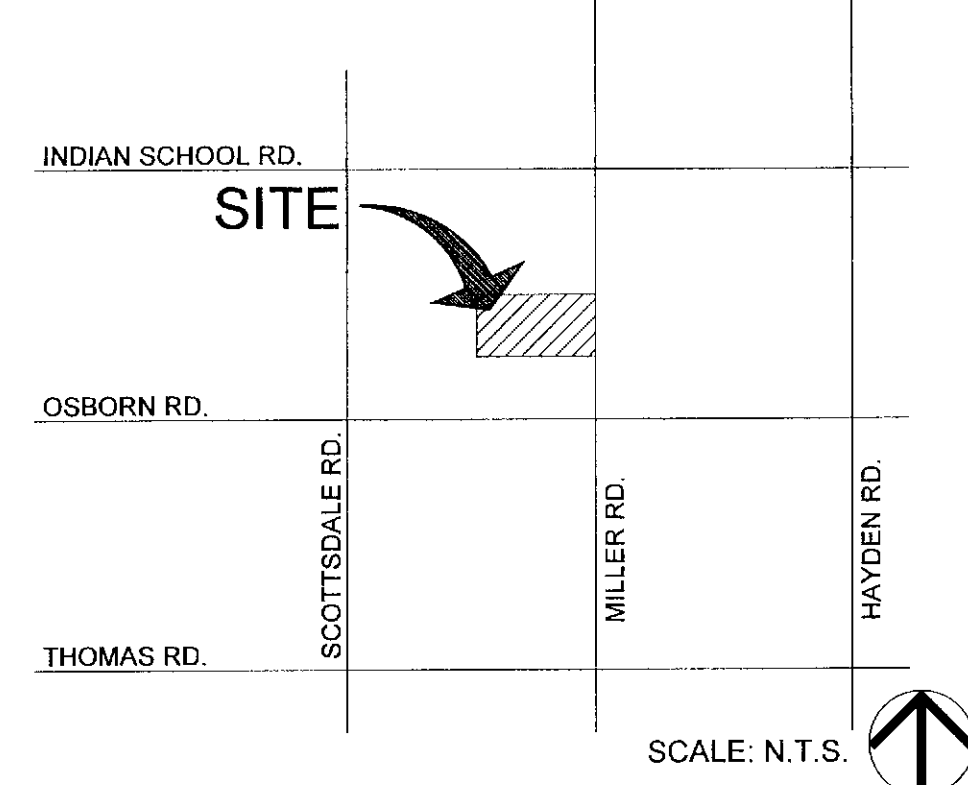 INDIAN SCHOOL RD.
SITE
OSBORN RD.
SCOTTSDALE RD.
MILLER RD.
HAYDEN RD.
THOMAS RD.
SCALE: N.T.S.